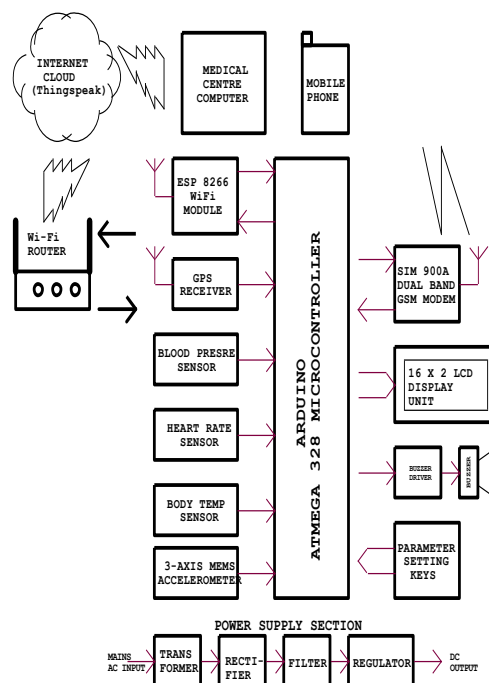 INTERNET
CLOUD
(Thingspeak)
MEDICAL
CENTRE
COMPUTER
MOBILE
PHONE
ESP 8266
WiFi
MODULE
Wi-Fi
ROUTER
GPS
RECEIVER
BLOOD PRESRE
SENSOR
HEART RATE
SENSOR
BODY TEMP
SENSOR
3-AXIS MEMS
ACCELEROMETER
ARDUINO
ATMEGA 328 MICROCONTROLLER
SIM 900A
DUAL BAND
GSM MODEM
16 X 2 LCD
DISPLAY
UNIT
BUZZER
DRIVER
BUZZER
PARAMETER
SETTING
KEYS
POWER SUPPLY SECTION
MAINS
AC INPUT
TRANS
FORMER
RECTI-
FIER
FILTER
REGULATOR
DC
OUTPUT